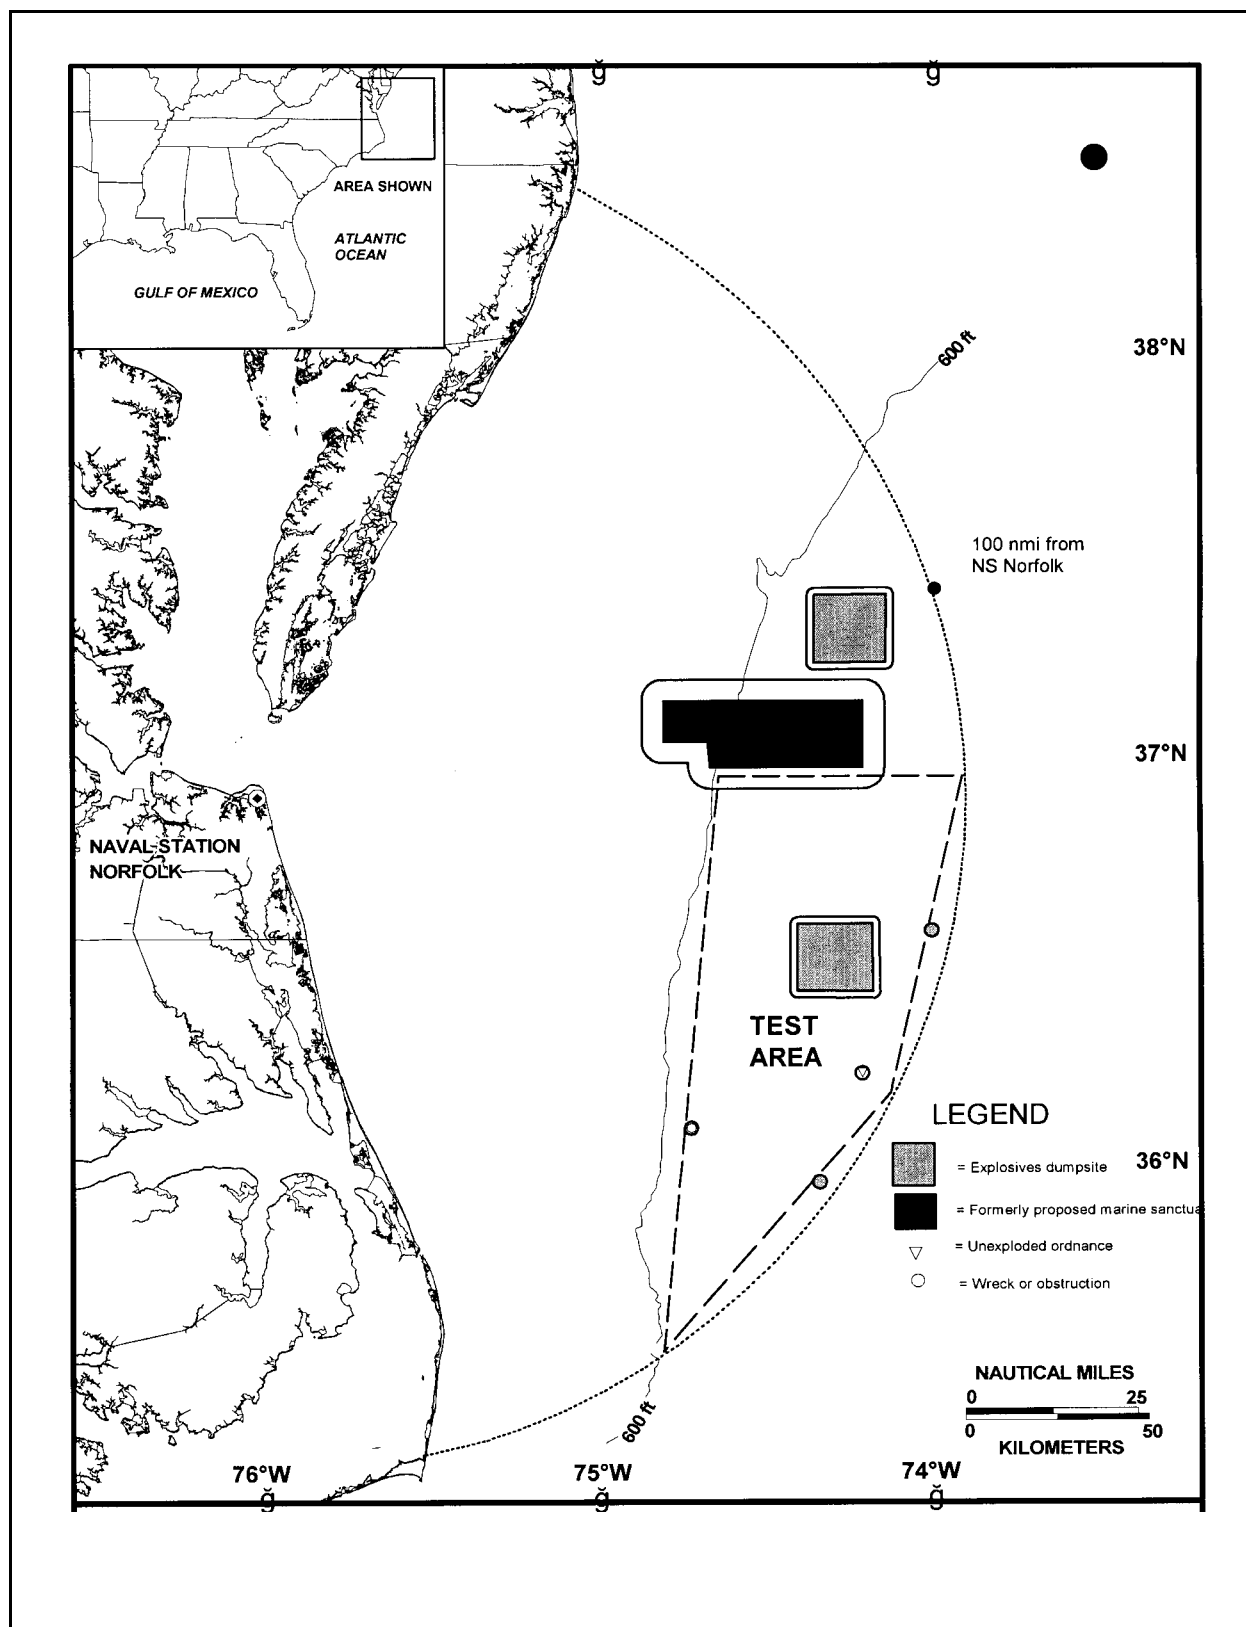 ğ ğ
AREA SHOWN
ATLANTIC
OCEAN
GULF OF MEXICO
38°N
600 ft
100 nmi from
NS Norfolk
37°N
NAVAL STATION
NORFOLK
TEST
AREA
LEGEND
= Explosives dumpsite
36°N
= Formerly proposed marine sanctua
= Unexploded ordnance
= Wreck or obstruction
NAUTICAL MILES
0 25
0 50
KILOMETERS
600 ft
76°W 75°W 74°W
ğ ğ ğ